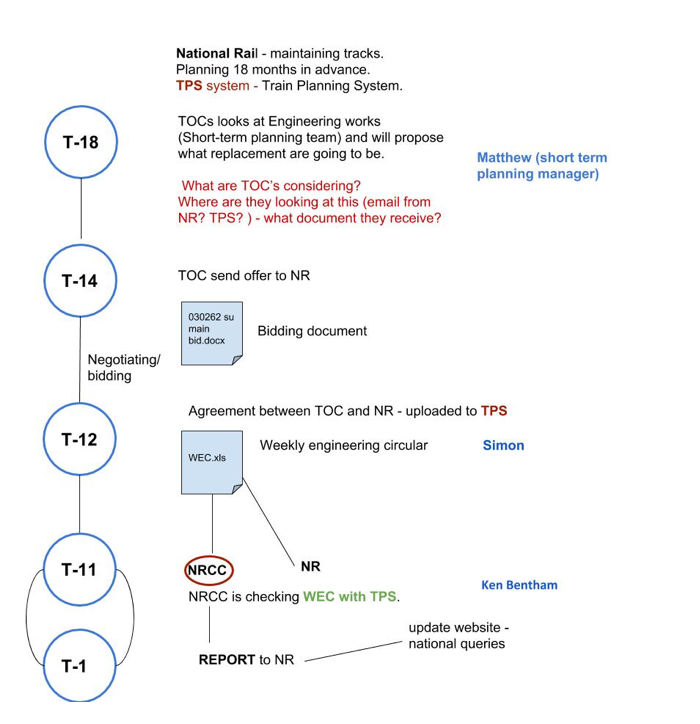 National Rail - maintaining tracks.
Planning 18 months in advance.
TPS system - Train Planning System.
T-18
TOCs looks at Engineering works
(Short-term planning team) and will propose
what replacement are going to be.
Matthew (short term
planning manager)
What are TOC's considering?
Where are they looking at this (email from
NR? TPS? ) - what document they receive?
T-14
TOC send offer to NR
030262 su
main
bid.docx
Bidding document
Negotiating/
bidding
Agreement between TOC and NR - uploaded to TPS
T-12
WEC.xls
Weekly engineering circular
Simon
T-11
NRCC
NR
NRCC is checking WEC with TPS.
Ken Bentham
T-1
REPORT to NR
update website -
national queries